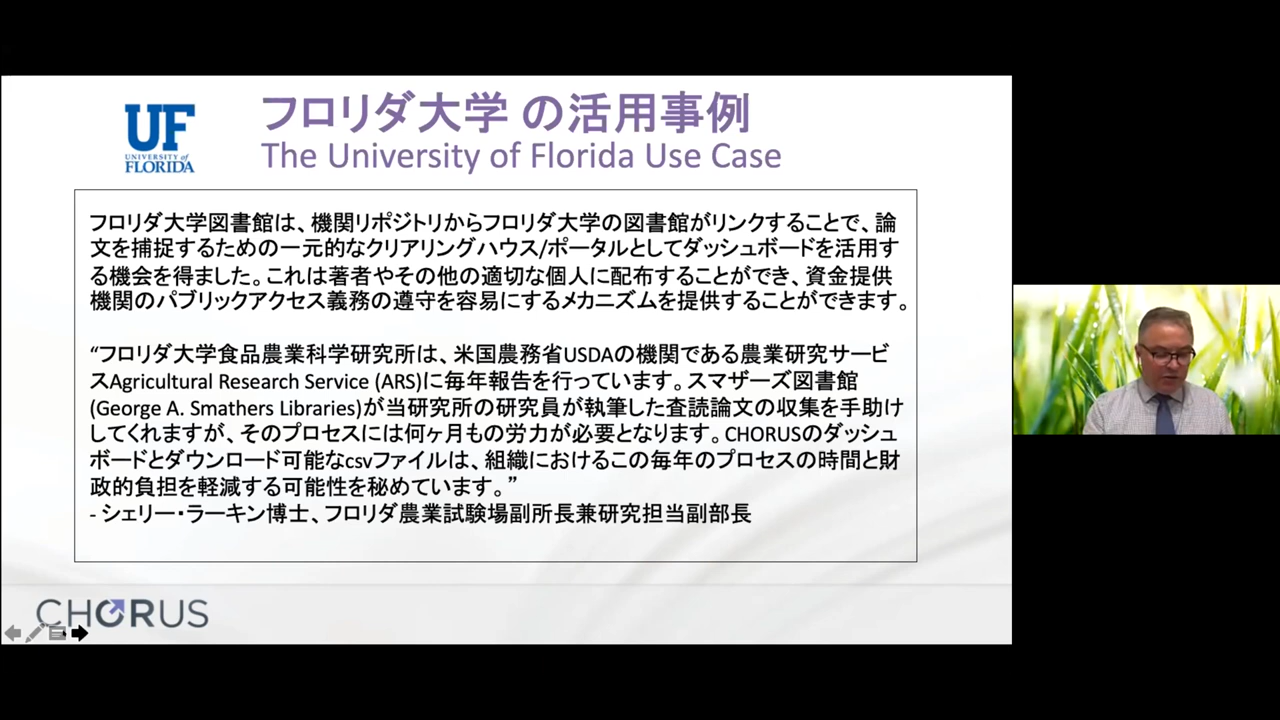 UF
UNIVERSITY of
FLORIDA
フロリダ大学 の活用事例
The University of Florida Use Case
フロリダ大学図書館は、機関リポジトリからフロリダ大学の図書館がリンクすることで、論
文を捕捉するための一元的なクリアリングハウス/ポータルとしてダッシュボードを活用す
る機会を得ました。これは著者やその他の適切な個人に配布することができ、資金提供
機関のパブリックアクセス義務の遵守を容易にするメカニズムを提供することができます。
“フロリダ大学食品農業科学研究所は、米国農務省USDAの機関である農業研究サービ
スAgricultural Research Service (ARS)に毎年報告を行っています。スマザーズ図書館
(George A. Smathers Libraries)が当研究所の研究員が執筆した査読論文の収集を手助け
してくれますが、そのプロセスには何ヶ月もの労力が必要となります。CHORUSのダッシュ
ボードとダウンロード可能なcsvファイルは、組織におけるこの毎年のプロセスの時間と財
政的負担を軽減する可能性を秘めています。”
- シェリー・ラーキン博士、フロリダ農業試験場副所長兼研究担当副部長
CHORUS